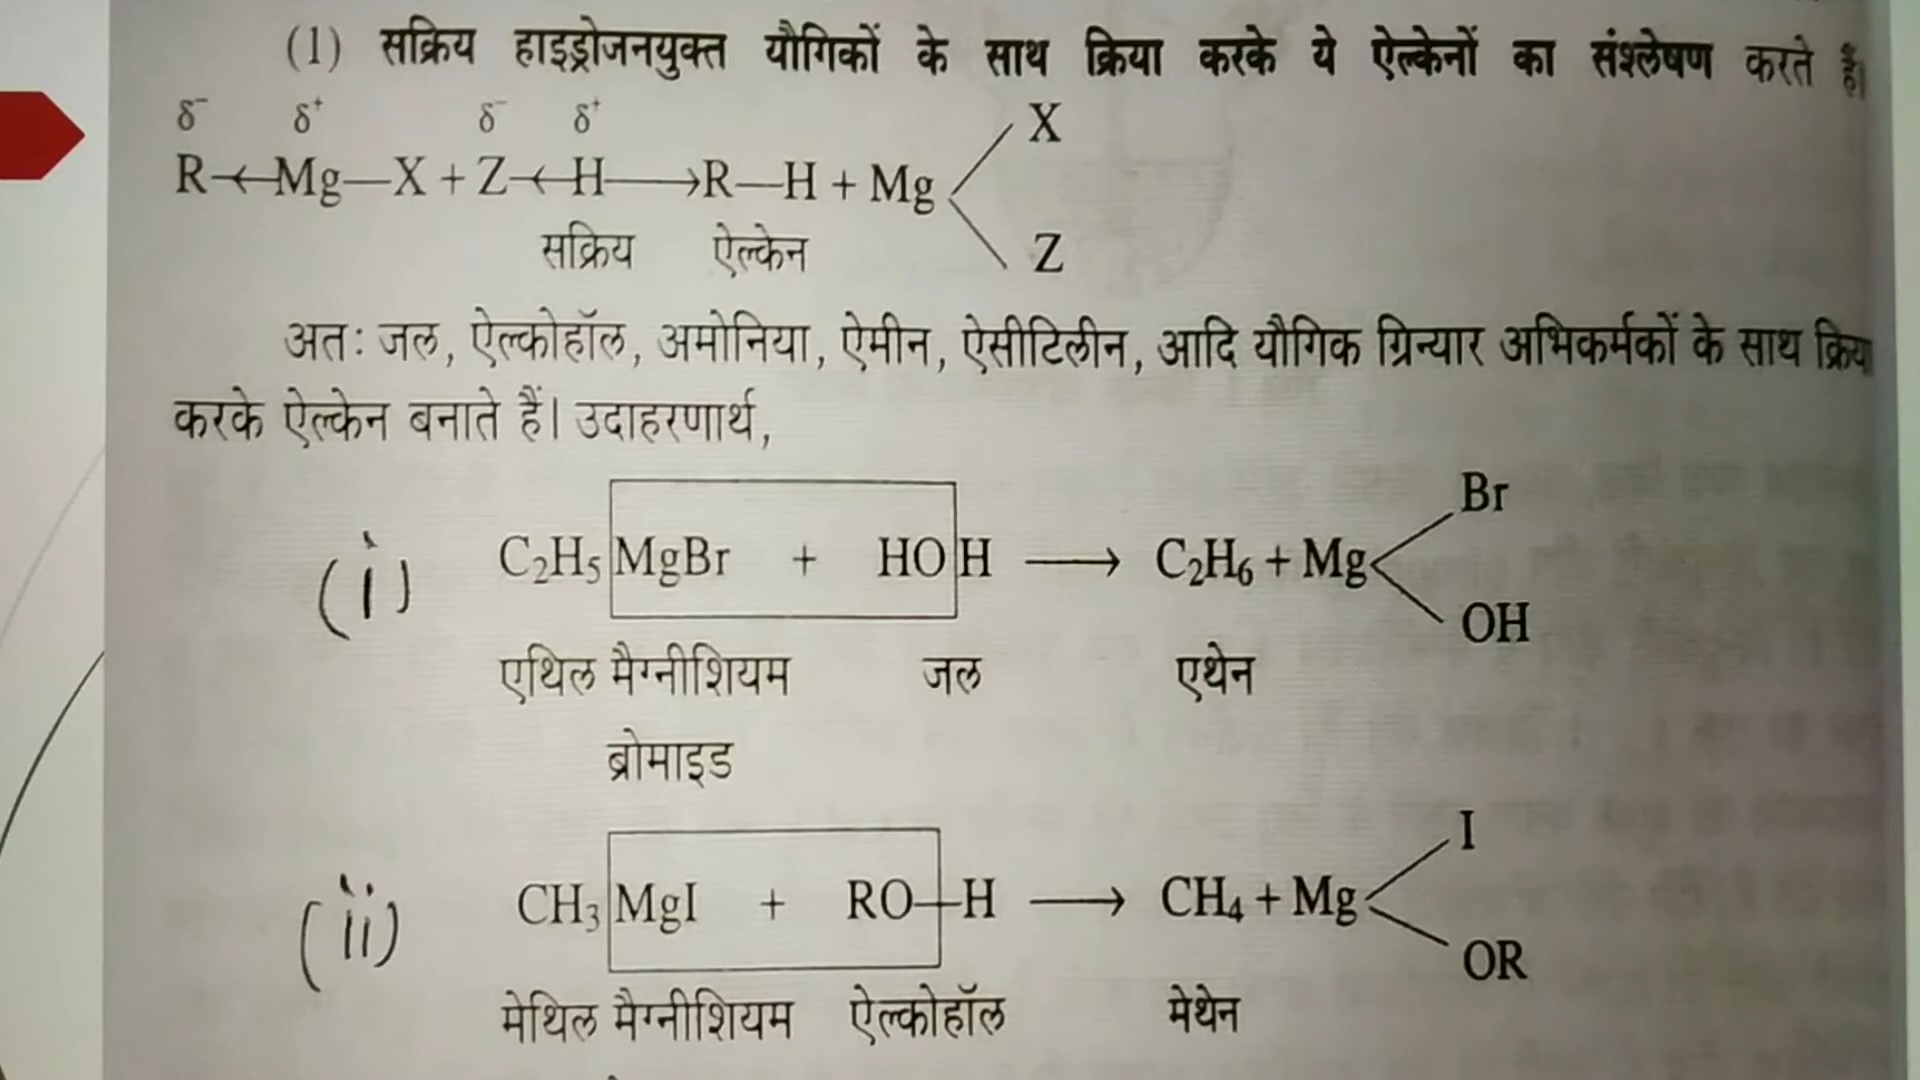 (1) सक्रिय हाइड्रोजनयुक्त यौगिकों के साथ क्रिया करके ये ऐल्केनों का संश्लेषण करते हैं।
δ⁻ δ⁺ δ⁻ δ⁺
R←Mg—X + Z←H⟶R—H + Mg
X
Z
सक्रिय ऐल्केन
अतः जल, ऐल्कोहॉल, अमोनिया, ऐमीन, ऐसीटिलीन, आदि यौगिक ग्रिन्यार अभिकर्मकों के साथ क्रिया
करके ऐल्केन बनाते हैं। उदाहरणार्थ,
(i) C₂H₅MgBr + HOH ⟶ C₂H₆ + Mg
Br
OH
एथिल मैग्नीशियम जल एथेन
ब्रोमाइड
(ii) CH₃MgI + RO—H ⟶ CH₄ + Mg
I
OR
मेथिल मैग्नीशियम ऐल्कोहॉल मेथेन